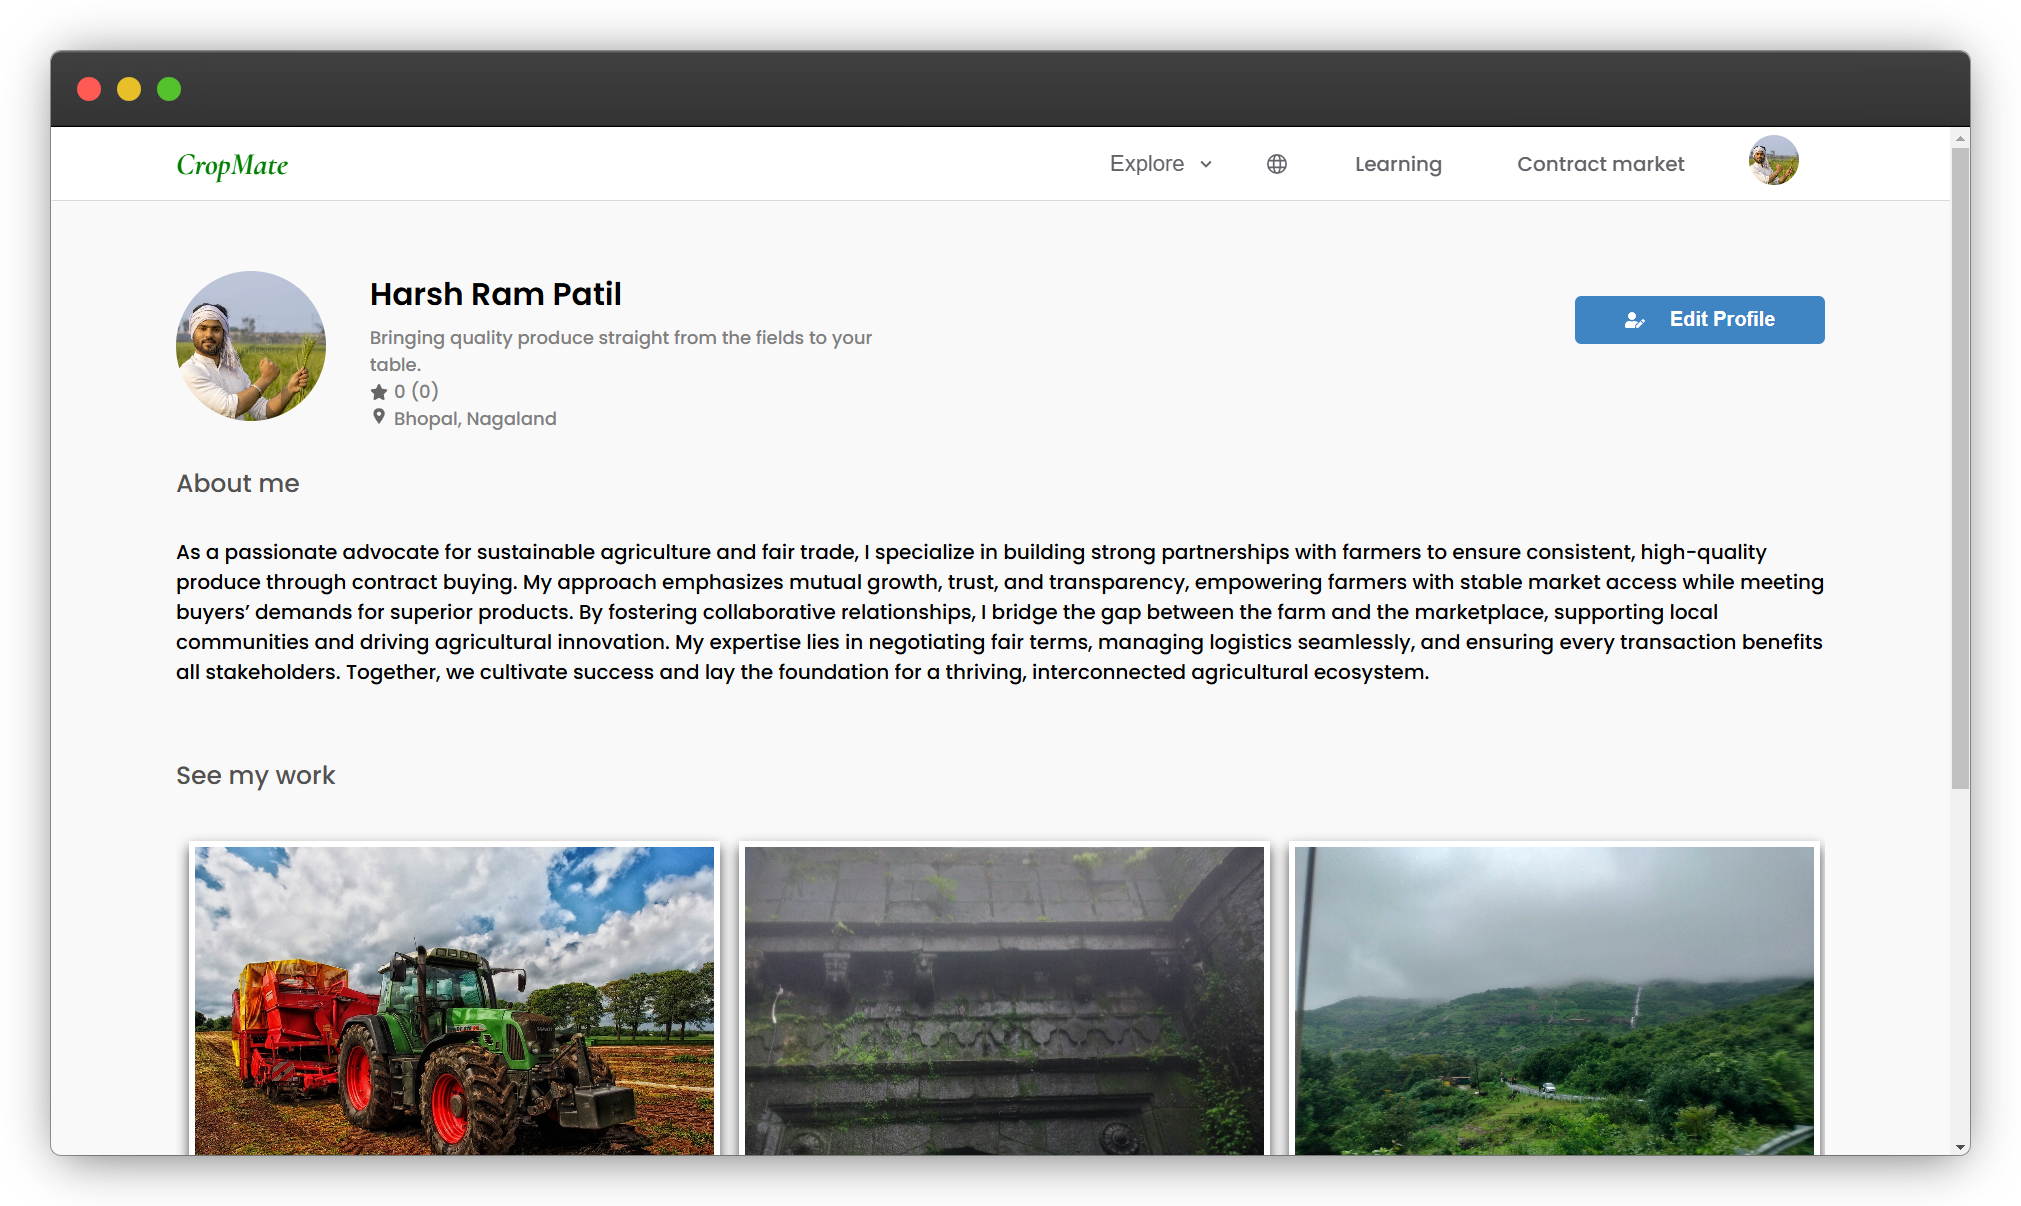 CropMate
Explore
Learning
Contract market
Harsh Ram Patil
Bringing quality produce straight from the fields to your
table.
0 (0)
Bhopal, Nagaland
Edit Profile
About me
As a passionate advocate for sustainable agriculture and fair trade, I specialize in building strong partnerships with farmers to ensure consistent, high-quality
produce through contract buying. My approach emphasizes mutual growth, trust, and transparency, empowering farmers with stable market access while meeting
buyers’ demands for superior products. By fostering collaborative relationships, I bridge the gap between the farm and the marketplace, supporting local
communities and driving agricultural innovation. My expertise lies in negotiating fair terms, managing logistics seamlessly, and ensuring every transaction benefits
all stakeholders. Together, we cultivate success and lay the foundation for a thriving, interconnected agricultural ecosystem.
See my work